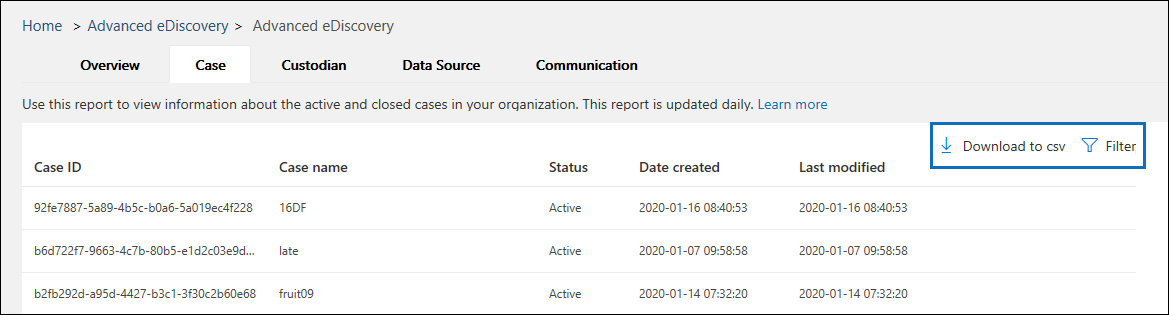 Home > Advanced eDiscovery > Advanced eDiscovery
Overview Case Custodian Data Source Communication
Use this report to view information about the active and closed cases in your organization. This report is updated daily. Learn more
Download to csv Filter
Case ID Case name Status Date created Last modified
92fe7887-5a89-4b5c-b0a6-5a019ec4f228 16DF Active 2020-01-16 08:40:53 2020-01-16 08:40:53
b6d722f7-9663-4c7b-80b5-e1d2c03e9d... late Active 2020-01-07 09:58:58 2020-01-07 09:58:58
b2fb292d-a95d-4427-b3c1-3f30c2b60e68 fruit09 Active 2020-01-14 07:32:20 2020-01-14 07:32:20